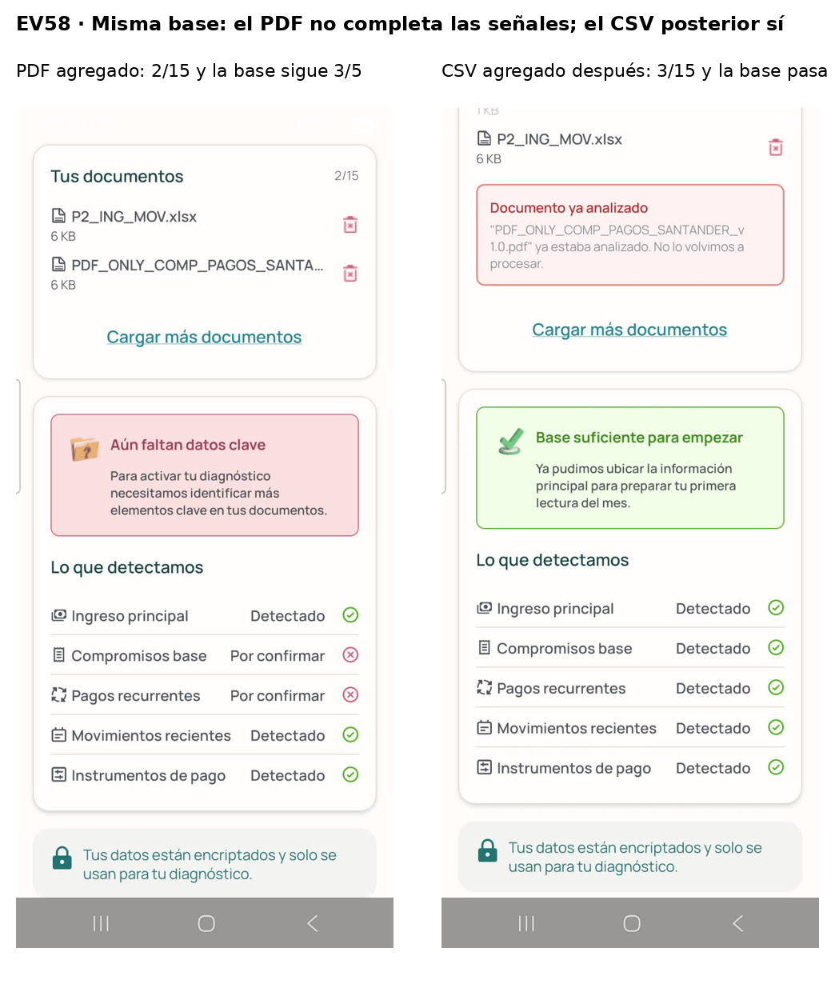 EV58 · Misma base: el PDF no completa las señales; el CSV posterior sí
PDF agregado: 2/15 y la base sigue 3/5
Tus documentos 2/15
P2_ING_MOV.xlsx
6 KB
PDF_ONLY_COMP_PAGOS_SANTA...
6 KB
Cargar más documentos
Aún faltan datos clave
Para activar tu diagnóstico
necesitamos identificar más
elementos clave en tus documentos.
Lo que detectamos
Ingreso principal Detectado
Compromisos base Por confirmar
Pagos recurrentes Por confirmar
Movimientos recientes Detectado
Instrumentos de pago Detectado
Tus datos están encriptados y solo se
usan para tu diagnóstico.
CSV agregado después: 3/15 y la base pasa
1 KB
P2_ING_MOV.xlsx
6 KB
Documento ya analizado
"PDF_ONLY_COMP_PAGOS_SANTANDER_v
1.0.pdf" ya estaba analizado. No lo volvimos a
procesar.
Cargar más documentos
Base suficiente para empezar
Ya pudimos ubicar la información
principal para preparar tu primera
lectura del mes.
Lo que detectamos
Ingreso principal Detectado
Compromisos base Detectado
Pagos recurrentes Detectado
Movimientos recientes Detectado
Instrumentos de pago Detectado
Tus datos están encriptados y solo se
usan para tu diagnóstico.